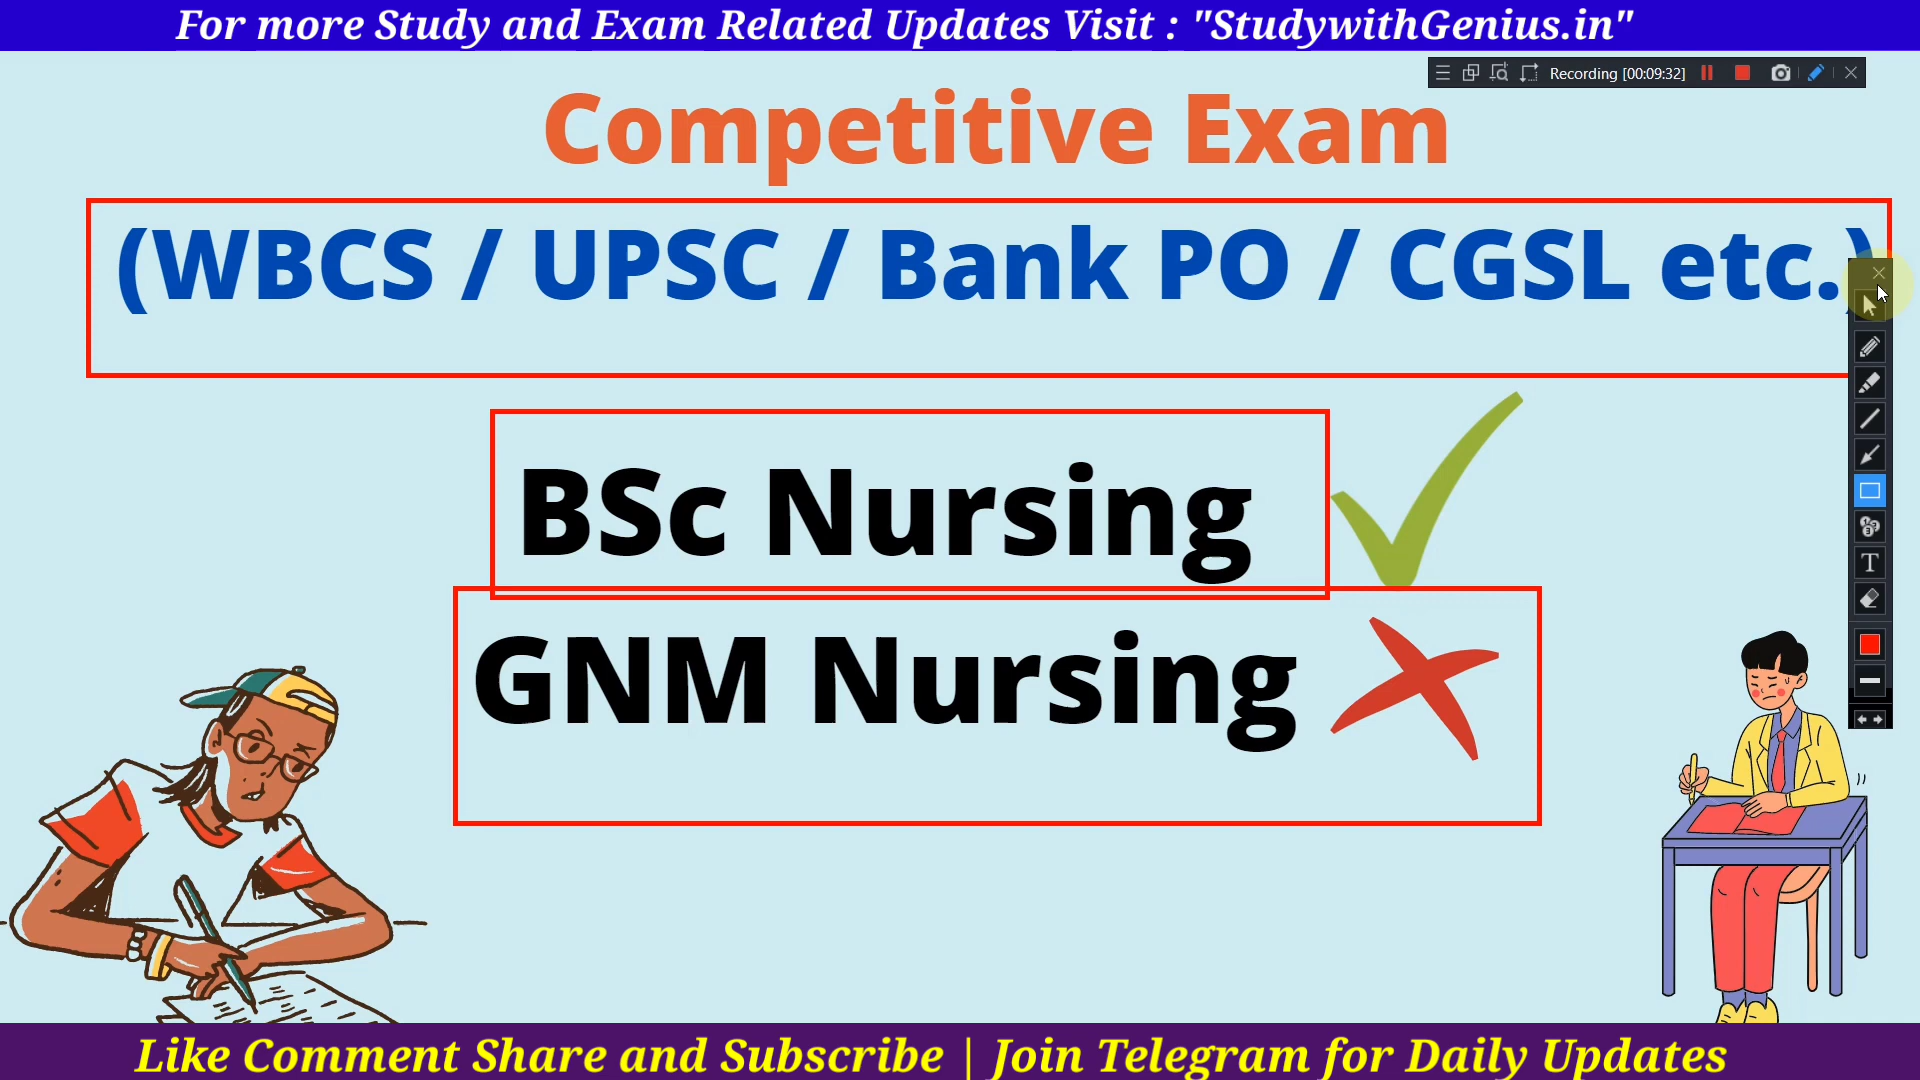 For more Study and Exam Related Updates Visit : "StudywithGenius.in"
Recording [00:09:32]
Competitive Exam
(WBCS / UPSC / Bank PO / CGSL etc.)
BSc Nursing
GNM Nursing
T
Like Comment Share and Subscribe | Join Telegram for Daily Updates